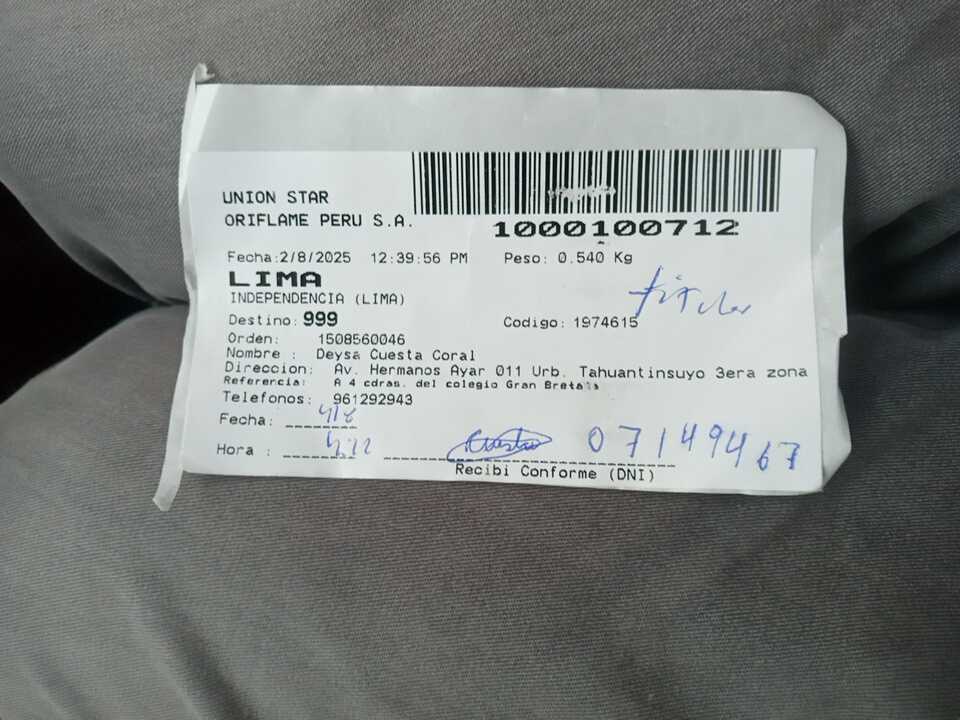 UNION STAR
ORIFLAME PERU S.A.
1000100712
Fecha:2/8/2025 12:39:56 PM Peso: 0.540 Kg
LIMA
INDEPENDENCIA (LIMA)
Destino: 999 Codigo: 1974615
Orden: 1508560046
Nombre : Deysa Cuesta Coral
Direccion: Av. Hermanos Ayar 011 Urb. Tahuantinsuyo 3era zona
Referencia: A 4 cdras. del colegio Gran Bretaña
Telefonos: 961292943
Fecha:
Hora : 07149467
Recibi Conforme (DNI)